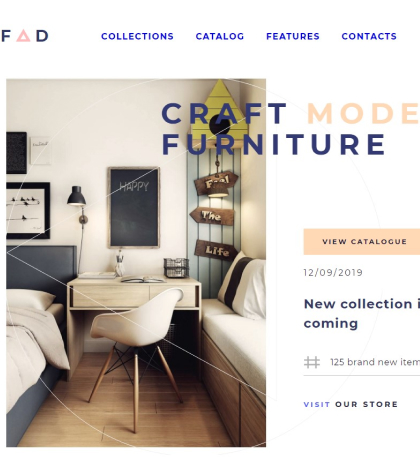 FAD
COLLECTIONS CATALOG FEATURES CONTACTS
CRAFT MODE
FURNITURE
HAPPY
Feel
The
Life
VIEW CATALOGUE
12/09/2019
New collection i
coming
125 brand new item
VISIT OUR STORE